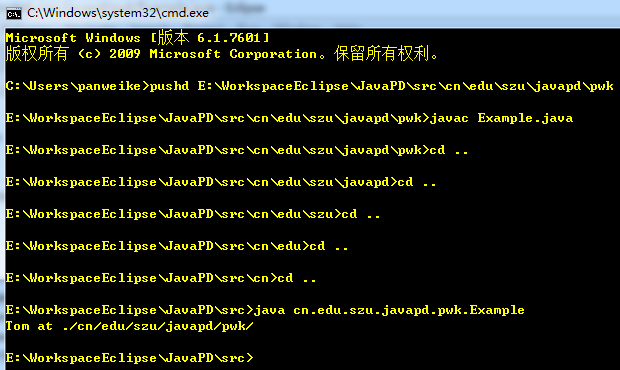 C:\Windows\system32\cmd.exe
Microsoft Windows [版本 6.1.7601]
版权所有 (c) 2009 Microsoft Corporation。保留所有权利。
C:\Users\panweike>pushd E:\WorkspaceEclipse\JavaPD\src\cn\edu\szu\javapd\pwk
E:\WorkspaceEclipse\JavaPD\src\cn\edu\szu\javapd\pwk>javac Example.java
E:\WorkspaceEclipse\JavaPD\src\cn\edu\szu\javapd\pwk>cd ..
E:\WorkspaceEclipse\JavaPD\src\cn\edu\szu\javapd>cd ..
E:\WorkspaceEclipse\JavaPD\src\cn\edu\szu>cd ..
E:\WorkspaceEclipse\JavaPD\src\cn\edu>cd ..
E:\WorkspaceEclipse\JavaPD\src\cn>cd ..
E:\WorkspaceEclipse\JavaPD\src>java cn.edu.szu.javapd.pwk.Example
Tom at ./cn/edu/szu/javapd/pwk/
E:\WorkspaceEclipse\JavaPD\src>